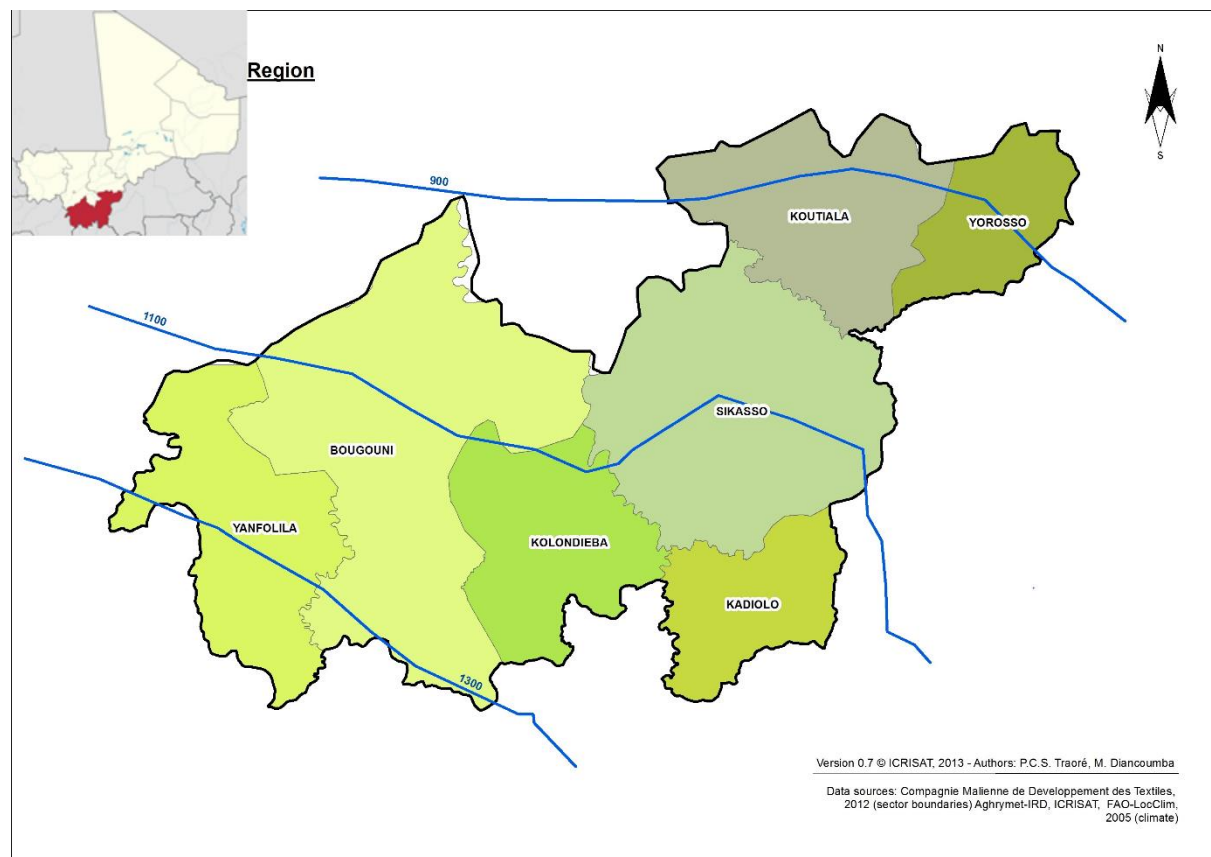 Region
N
S
900
KOUTIALA
YOROSSO
1100
SIKASSO
BOUGOUNI
YANFOLILA
KOLONDIEBA
KADIOLO
1300
Version 0.7 © ICRISAT, 2013 - Authors: P.C.S. Traoré, M. Diancoumba
Data sources: Compagnie Malienne de Developpement des Textiles,
2012 (sector boundaries) Aghrymet-IRD, ICRISAT, FAO-LocClim,
2005 (climate)